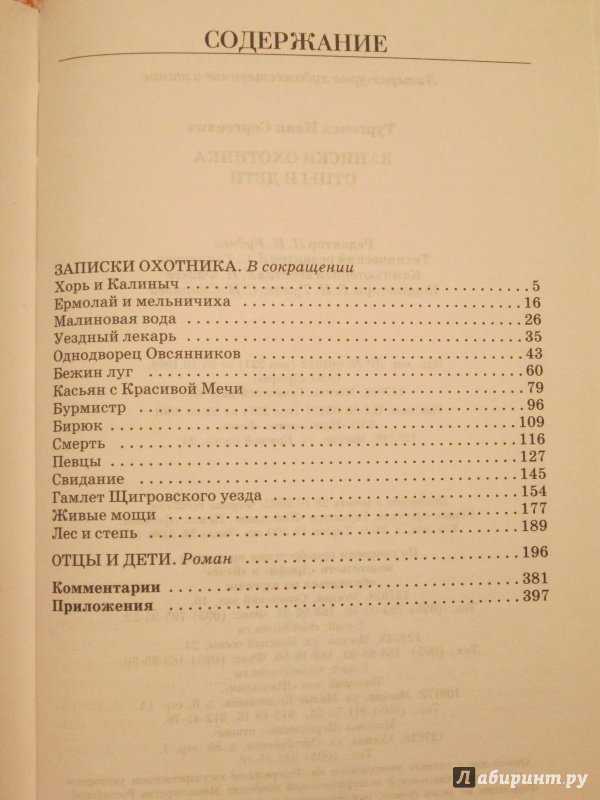 СОДЕРЖАНИЕ
ЗАПИСКИ ОХОТНИКА. В сокращении
Хорь и Калиныч 5
Ермолай и мельничиха 16
Малиновая вода 26
Уездный лекарь 35
Однодворец Овсянников 43
Бежин луг 60
Касьян с Красивой Мечи 79
Бурмистр 96
Бирюк 109
Смерть 116
Певцы 127
Свидание 145
Гамлет Щигровского уезда 154
Живые мощи 177
Лес и степь 189
ОТЦЫ И ДЕТИ. Роман 196
Комментарии 381
Приложения 397
Лабиринт.ру